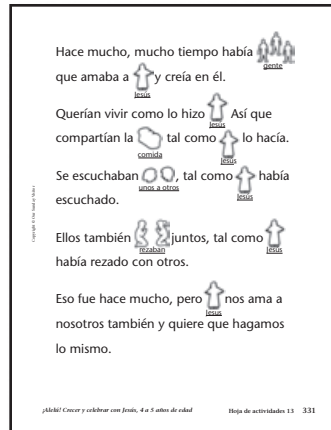 Hace mucho, mucho tiempo había
gente
que amaba a y creía en él.
Jesús
Querían vivir como lo hizo Así que
Jesús
compartían la tal como lo hacía.
comida Jesús
Se escuchaban , tal como había
unos a otros Jesús
escuchado.
Ellos también juntos, tal como
rezaban Jesús
había rezado con otros.
Eso fue hace mucho, pero nos ama a
Jesús
nosotros también y quiere que hagamos
lo mismo.
¡Alelú! Crecer y celebrar con Jesús, 4 a 5 años de edad Hoja de actividades 13 331